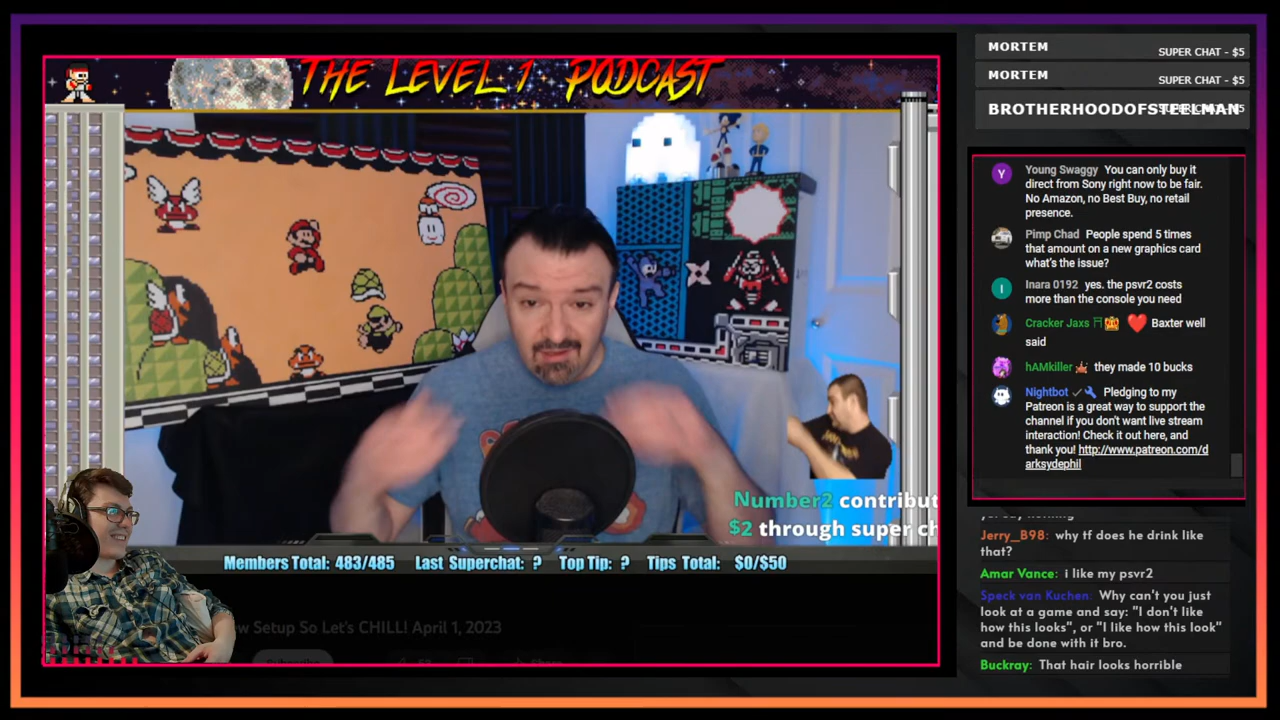 THE LEVEL 1 PODCAST
Number2 contribut
$2 through super ch
Members Total: 483/485 Last Superchat: ? Top Tip: ? Tips Total: $0/$50
w Setup So Let's CHILL! April 1, 2023
Subscribe 52 Share
MORTEM SUPER CHAT - $5
MORTEM SUPER CHAT - $5
BROTHERHOODOFSTEELMAN
Y Young Swaggy You can only buy it
direct from Sony right now to be fair.
No Amazon, no Best Buy, no retail
presence.
Pimp Chad People spend 5 times
that amount on a new graphics card
what's the issue?
I Inara 0192 yes. the psvr2 costs
more than the console you need
Cracker Jaxs Baxter well
said
hAMkiller they made 10 bucks
Nightbot Pledging to my
Patreon is a great way to support the
channel if you don't want live stream
interaction! Check it out here, and
thank you! http://www.patreon.com/d
arksydephil
Jerry_B98: why tf does he drink like
that?
Amar Vance: i like my psvr2
Speck van Kuchen: Why can't you just
look at a game and say: "I don't like
how this looks", or "I like how this look"
and be done with it bro.
Buckray: That hair looks horrible